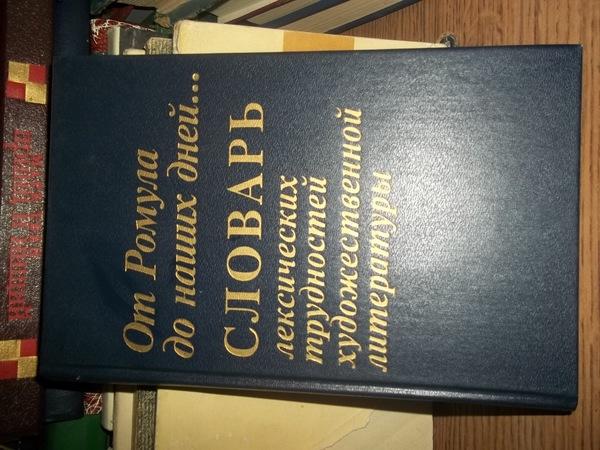 От Ромула
до наших дней...
СЛОВАРЬ
лексических
трудностей
художественной
литературы